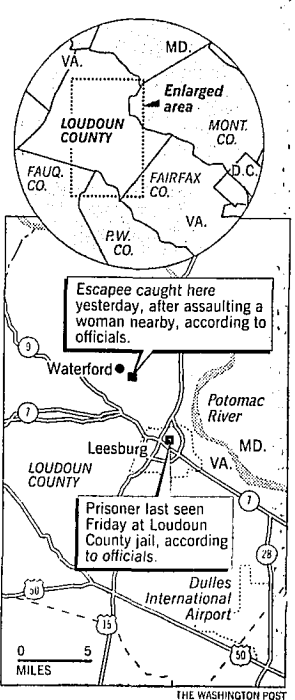 MD.
VA.
Enlarged
area
LOUDOUN
COUNTY
MONT.
CO.
D.C.
FAUQ.
CO.
FAIRFAX
CO.
VA.
P.W.
CO.
Escapee caught here
yesterday, after assaulting a
woman nearby, according to
officials.
9
Waterford
7
Potomac
River
Leesburg
MD.
VA.
LOUDOUN
COUNTY
7
Prisoner last seen
Friday at Loudoun
County jail, according
to officials.
28
50
Dulles
International
Airport
15
50
0 5
MILES
THE WASHINGTON POST